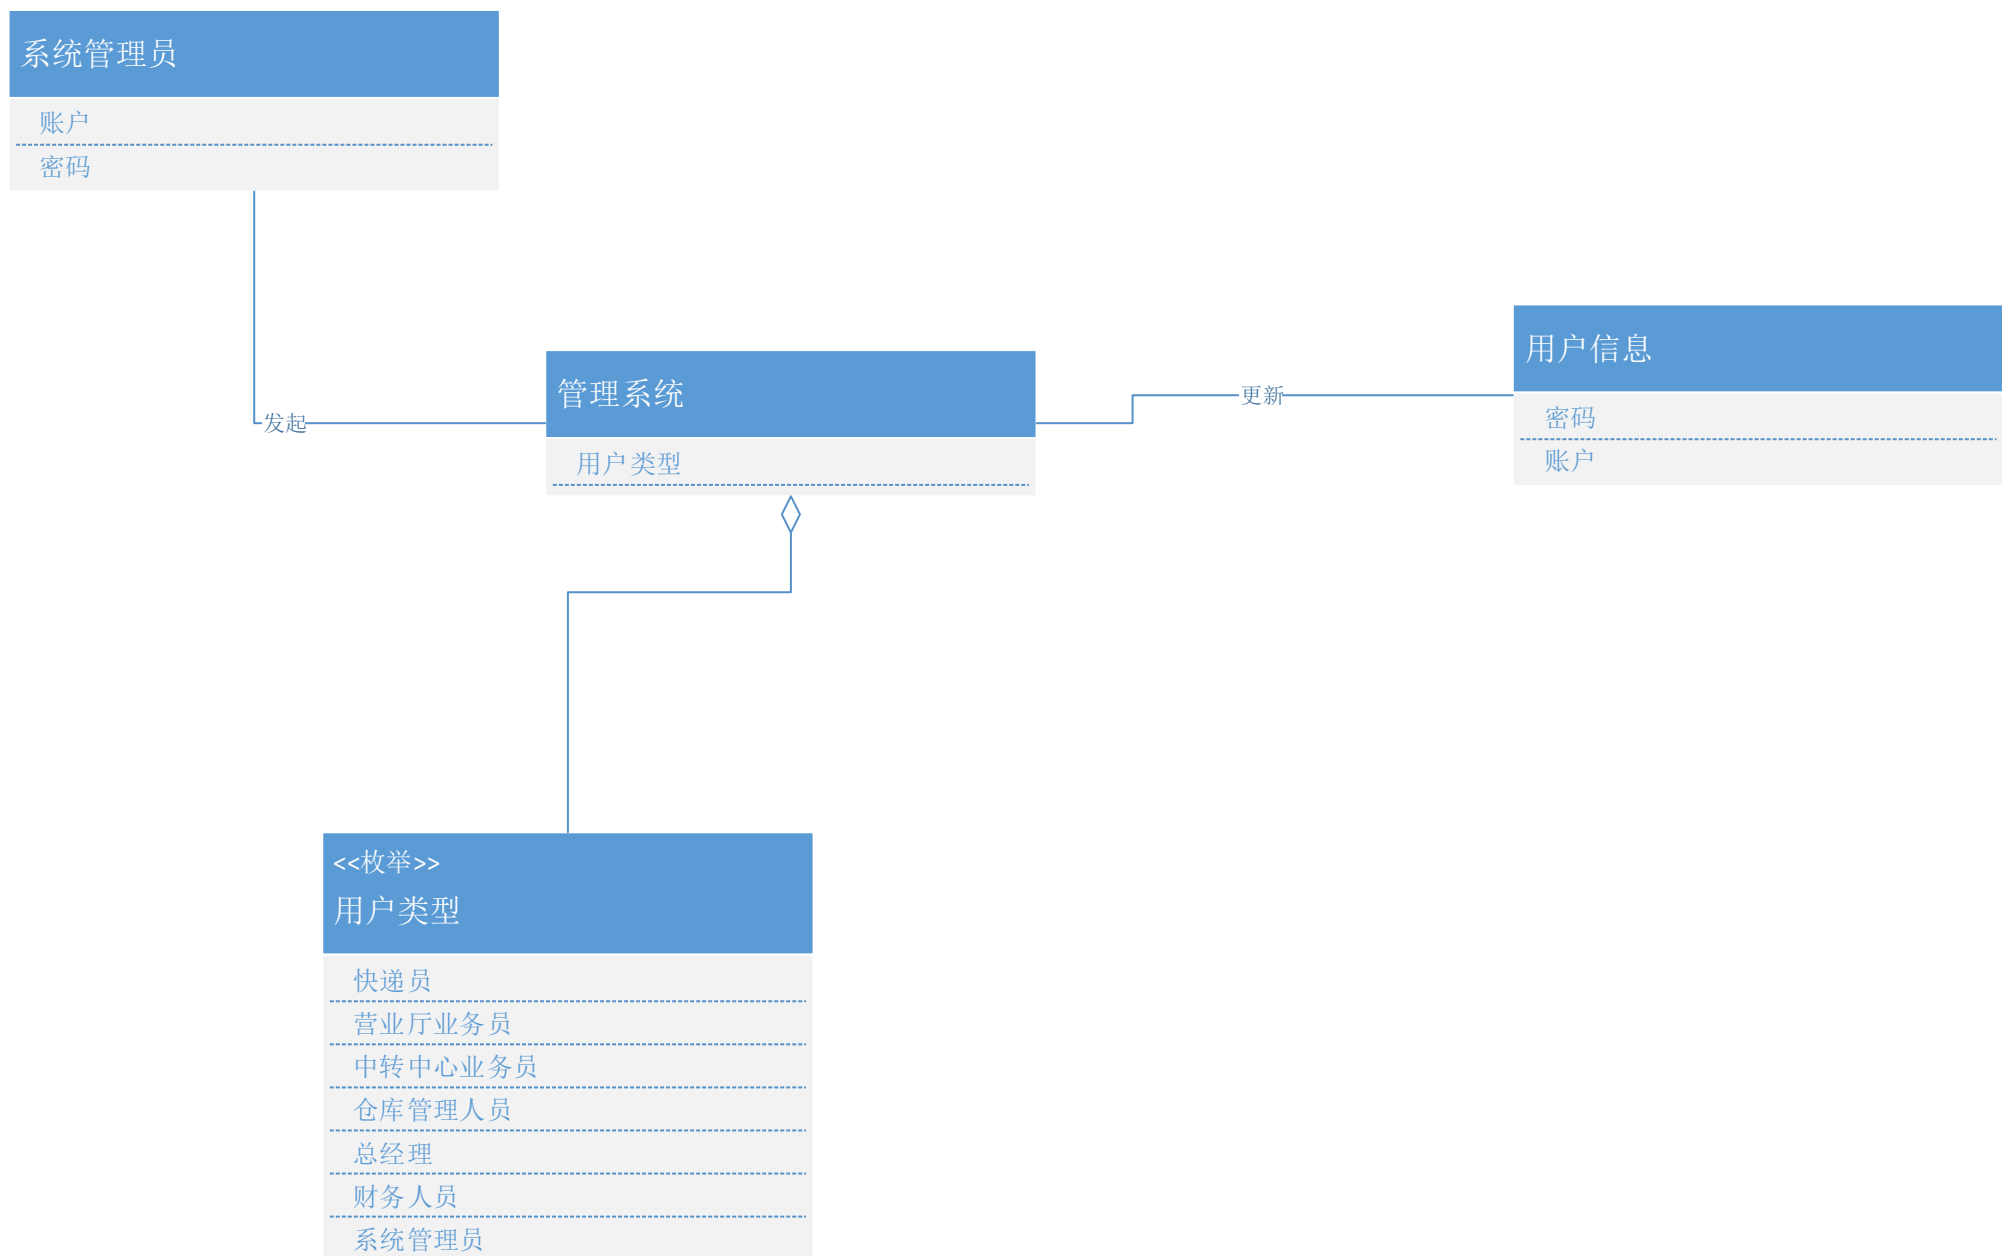 系统管理员
账户
密码
发起
管理系统
用户类型
更新
用户信息
密码
账户
<<枚举>>
用户类型
快递员
营业厅业务员
中转中心业务员
仓库管理人员
总经理
财务人员
系统管理员